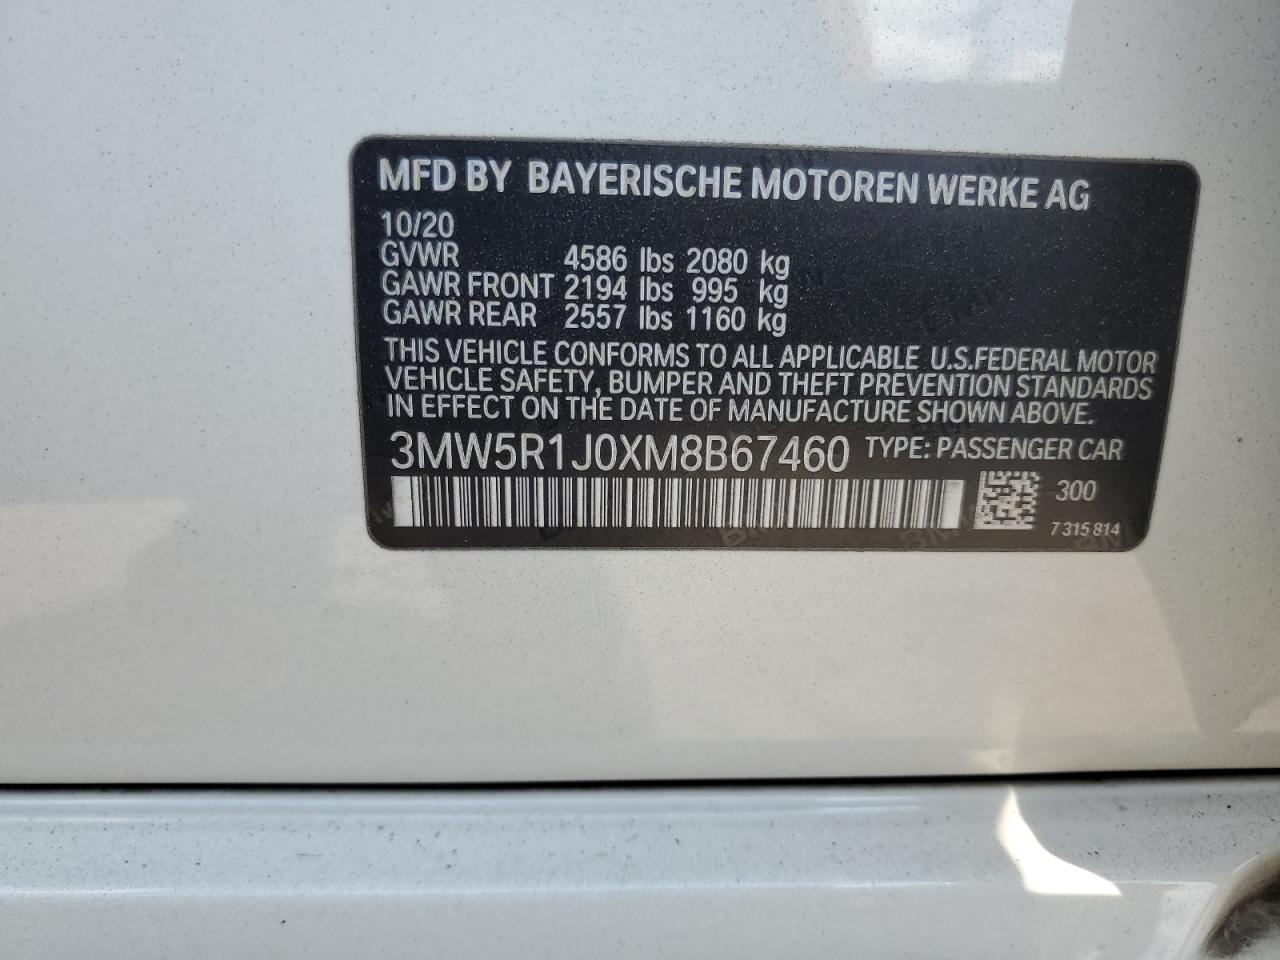 MFD BY BAYERISCHE MOTOREN WERKE AG
10/20
GVWR 4586 lbs 2080 kg
GAWR FRONT 2194 lbs 995 kg
GAWR REAR 2557 lbs 1160 kg
THIS VEHICLE CONFORMS TO ALL APPLICABLE U.S.FEDERAL MOTOR
VEHICLE SAFETY, BUMPER AND THEFT PREVENTION STANDARDS
IN EFFECT ON THE DATE OF MANUFACTURE SHOWN ABOVE.
3MW5R1J0XM8B67460 TYPE: PASSENGER CAR
300
7 315 814